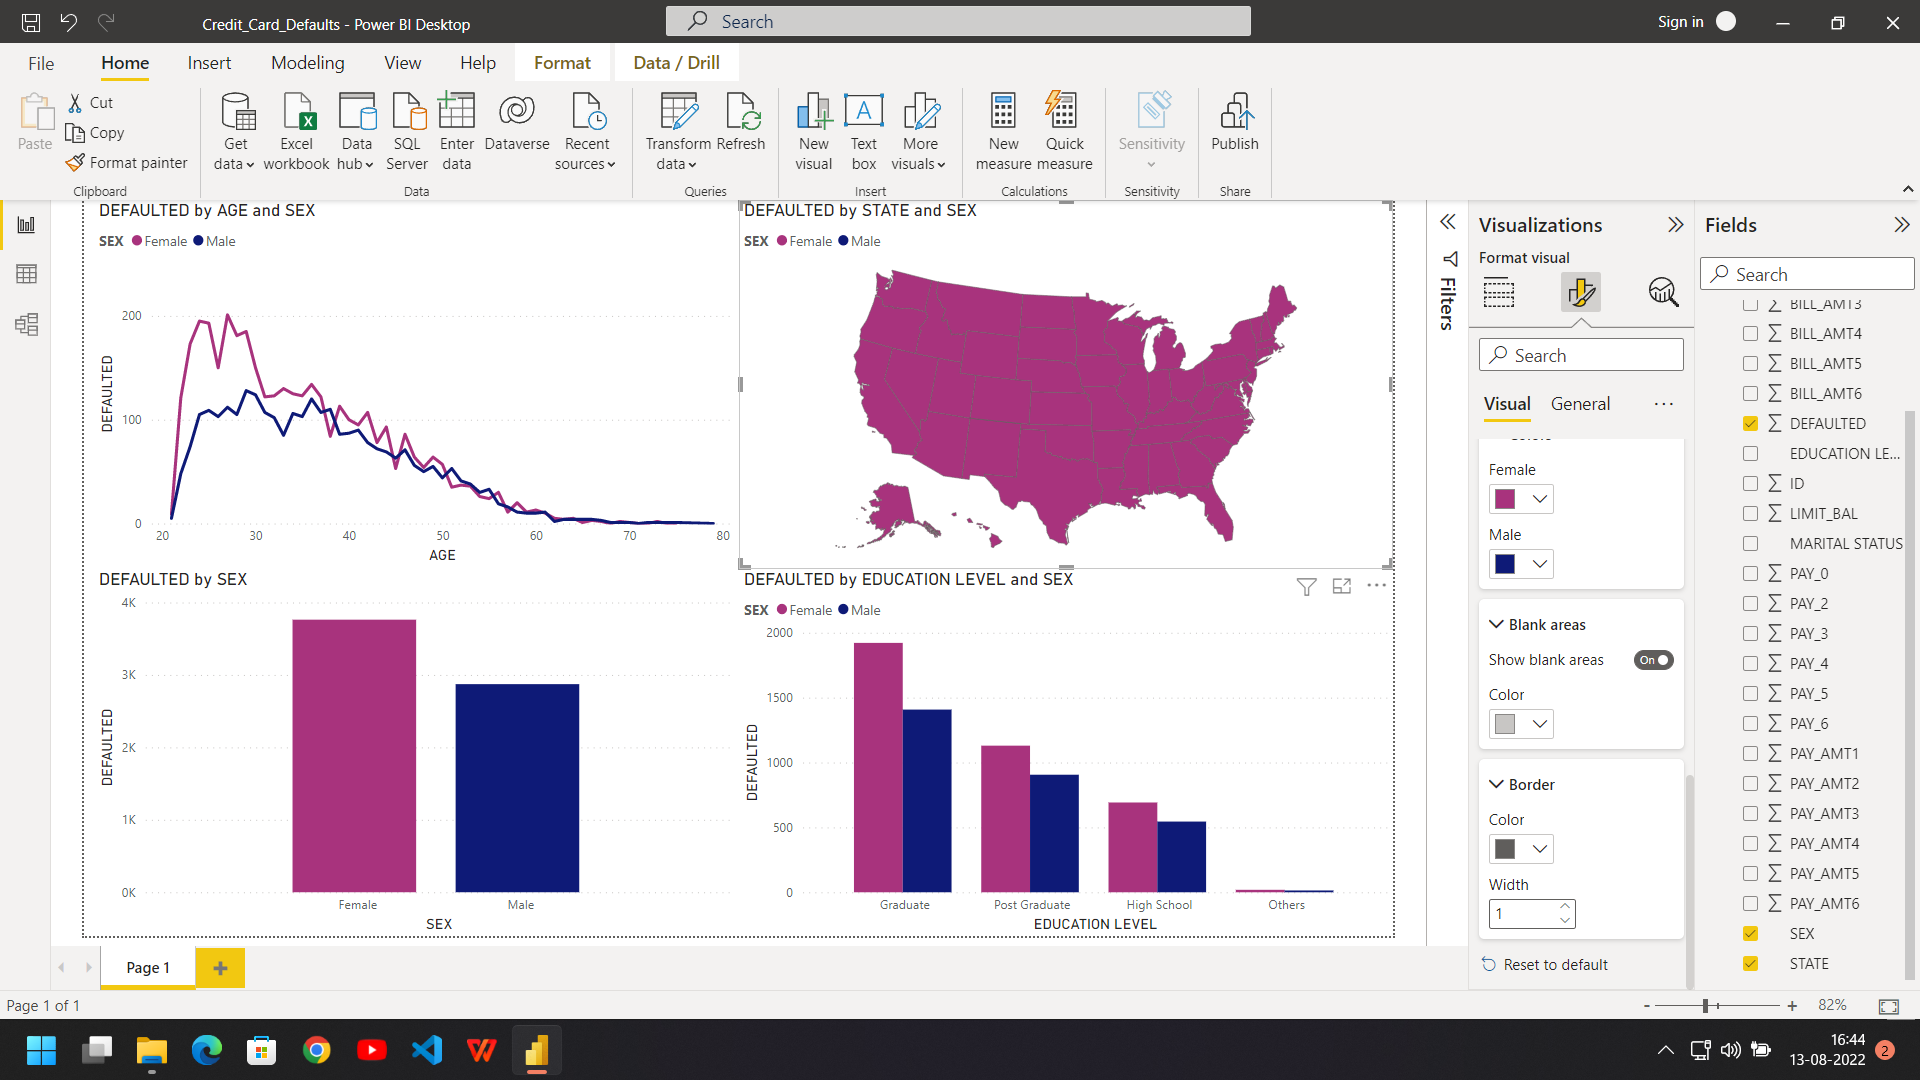 Credit_Card_Defaults - Power BI Desktop
Search
Sign in
File Home Insert Modeling View Help Format Data / Drill
Paste
Cut
Copy
Format painter
Clipboard
Get data
Excel workbook
Data hub
SQL Server
Enter data
Dataverse
Recent sources
Data
Transform data
Refresh
Queries
New visual
Text box
More visuals
Insert
New measure
Quick measure
Calculations
Sensitivity
Sensitivity
Publish
Share
DEFAULTED by AGE and SEX
SEX Female Male
DEFAULTED
200
100
0
20 30 40 50 60 70 80
AGE
DEFAULTED by STATE and SEX
SEX Female Male
DEFAULTED by SEX
DEFAULTED
4K
3K
2K
1K
0K
Female Male
SEX
DEFAULTED by EDUCATION LEVEL and SEX
SEX Female Male
DEFAULTED
2000
1500
1000
500
0
Graduate Post Graduate High School Others
EDUCATION LEVEL
Filters
Visualizations
Format visual
Search
Visual General
Female
Male
Blank areas
Show blank areas On
Color
Border
Color
Width
1
Reset to default
Fields
Search
BILL_AMT3
BILL_AMT4
BILL_AMT5
BILL_AMT6
DEFAULTED
EDUCATION LE...
ID
LIMIT_BAL
MARITAL STATUS
PAY_0
PAY_2
PAY_3
PAY_4
PAY_5
PAY_6
PAY_AMT1
PAY_AMT2
PAY_AMT3
PAY_AMT4
PAY_AMT5
PAY_AMT6
SEX
STATE
Page 1
Page 1 of 1
82%
16:44
13-08-2022
2